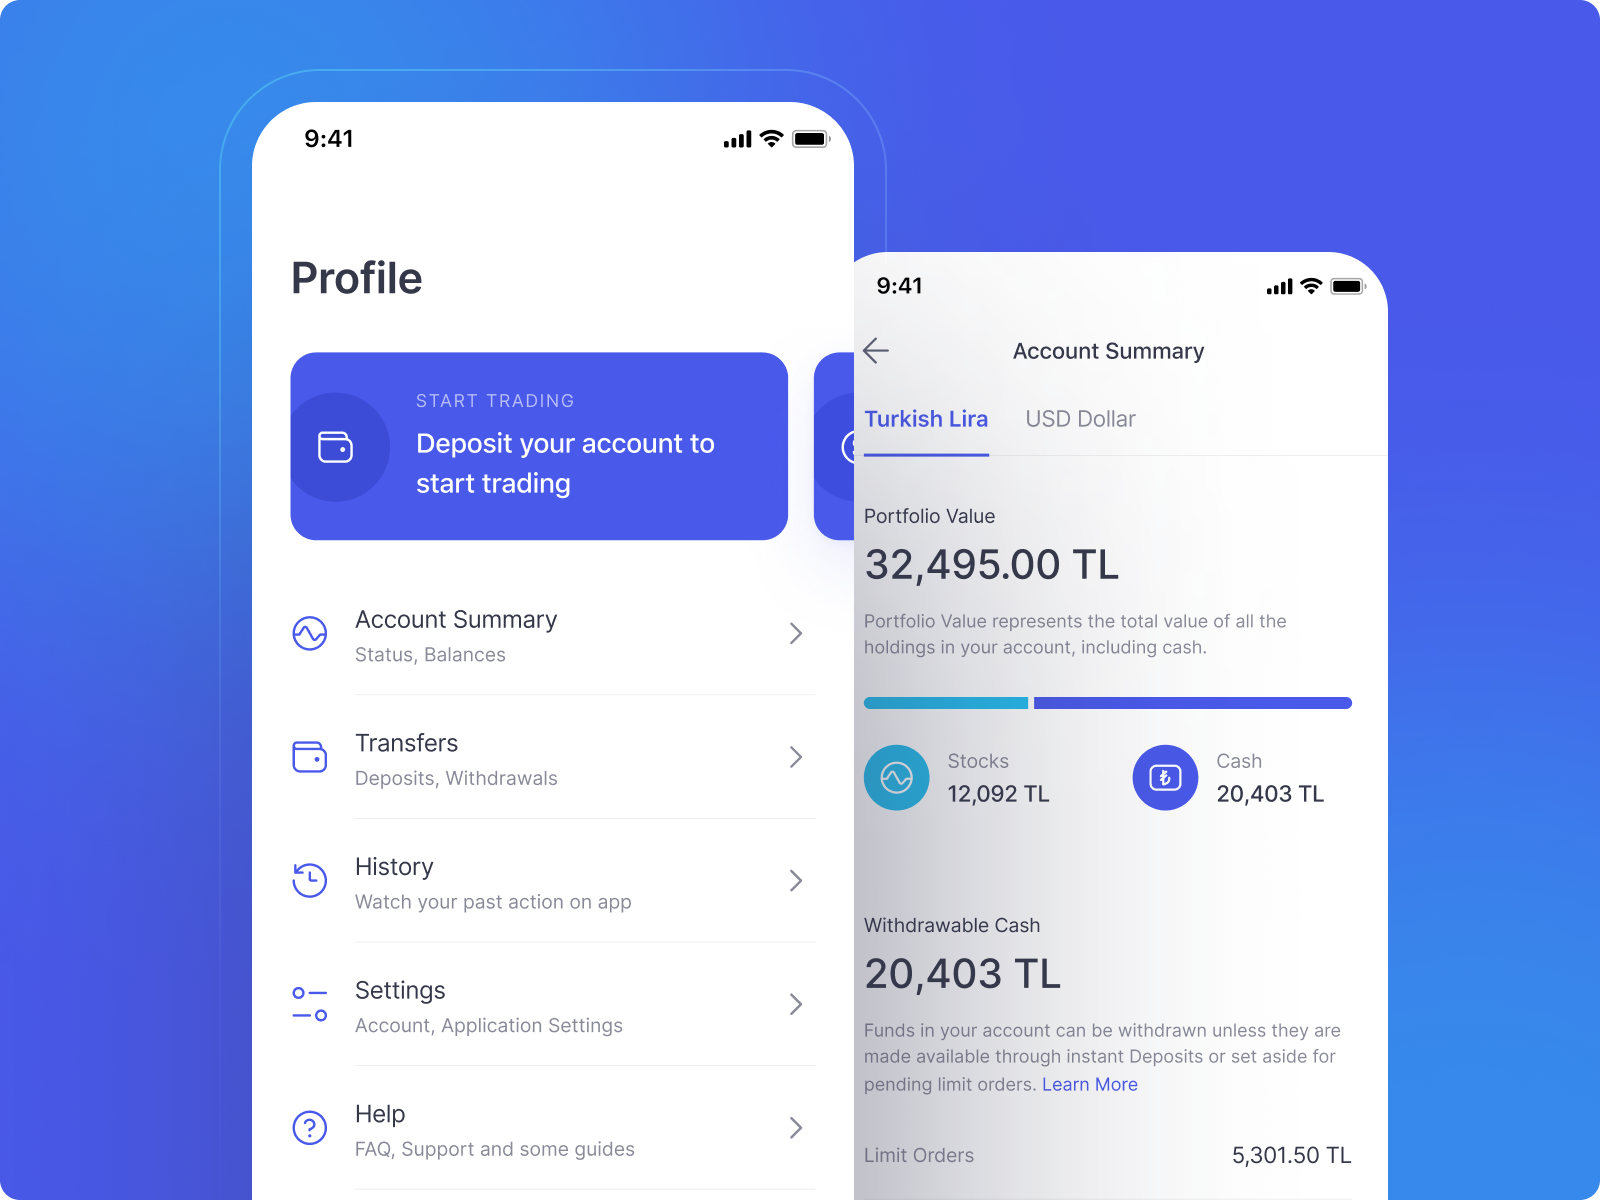 9:41
Profile
START TRADING
Deposit your account to
start trading
Account Summary
Status, Balances
Transfers
Deposits, Withdrawals
History
Watch your past action on app
Settings
Account, Application Settings
Help
FAQ, Support and some guides
9:41
Account Summary
Turkish Lira USD Dollar
Portfolio Value
32,495.00 TL
Portfolio Value represents the total value of all the
holdings in your account, including cash.
Stocks
12,092 TL
Cash
20,403 TL
Withdrawable Cash
20,403 TL
Funds in your account can be withdrawn unless they are
made available through instant Deposits or set aside for
pending limit orders. Learn More
Limit Orders 5,301.50 TL